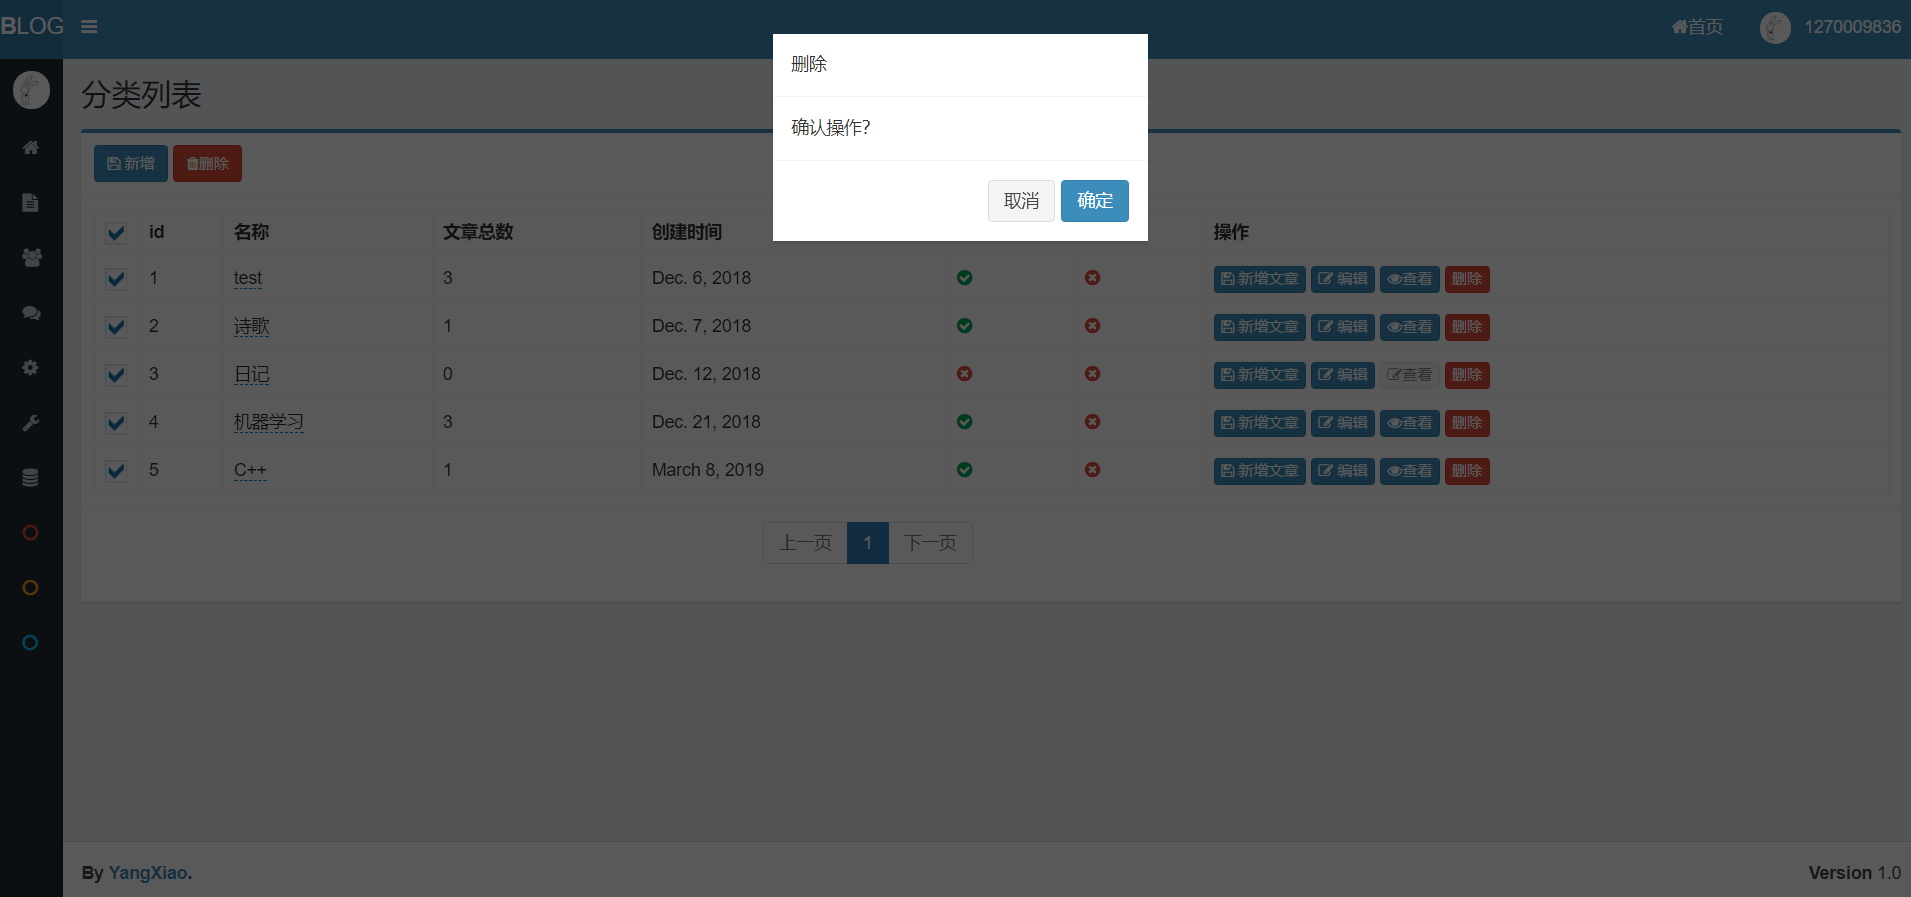 BLOG 首页 1270009836
删除
确认操作?
取消 确定
分类列表
新增 删除
id 名称 文章总数 创建时间 操作
1 test 3 Dec. 6, 2018 新增文章 编辑 查看 删除
2 诗歌 1 Dec. 7, 2018 新增文章 编辑 查看 删除
3 日记 0 Dec. 12, 2018 新增文章 编辑 查看 删除
4 机器学习 3 Dec. 21, 2018 新增文章 编辑 查看 删除
5 C++ 1 March 8, 2019 新增文章 编辑 查看 删除
上一页 1 下一页
By YangXiao. Version 1.0